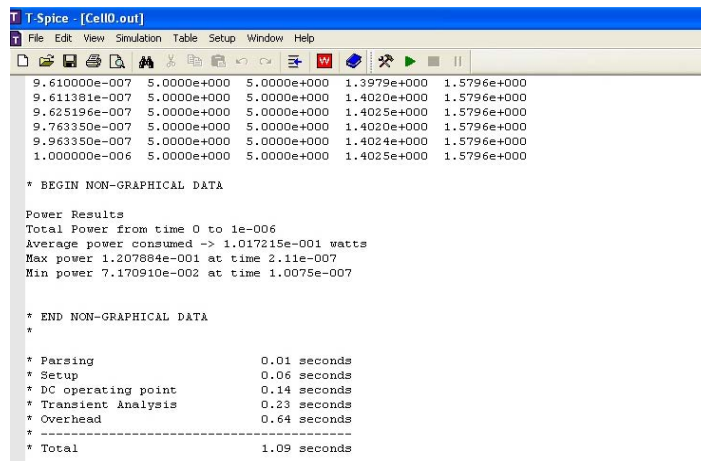 T-Spice - [Cell0.out]
File Edit View Simulation Table Setup Window Help
9.610000e-007 5.0000e+000 5.0000e+000 1.3979e+000 1.5796e+000
9.611381e-007 5.0000e+000 5.0000e+000 1.4020e+000 1.5796e+000
9.625196e-007 5.0000e+000 5.0000e+000 1.4025e+000 1.5796e+000
9.763350e-007 5.0000e+000 5.0000e+000 1.4020e+000 1.5796e+000
9.963350e-007 5.0000e+000 5.0000e+000 1.4024e+000 1.5796e+000
1.000000e-006 5.0000e+000 5.0000e+000 1.4025e+000 1.5796e+000
* BEGIN NON-GRAPHICAL DATA
Power Results
Total Power from time 0 to 1e-006
Average power consumed -> 1.017215e-001 watts
Max power 1.207884e-001 at time 2.11e-007
Min power 7.170910e-002 at time 1.0075e-007
* END NON-GRAPHICAL DATA
*
* Parsing 0.01 seconds
* Setup 0.06 seconds
* DC operating point 0.14 seconds
* Transient Analysis 0.23 seconds
* Overhead 0.64 seconds
* -----------------------------------------
* Total 1.09 seconds